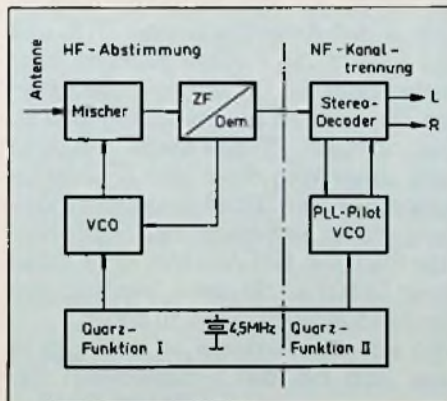 HF-Abstimmung
NF-Kanal-
trennung
Antenne
Mischer
ZF
Dem.
Stereo-
Decoder
L
R
VCO
PLL-Pilot
VCO
Quarz-
Funktion I
4,5MHz
Quarz-
Funktion II